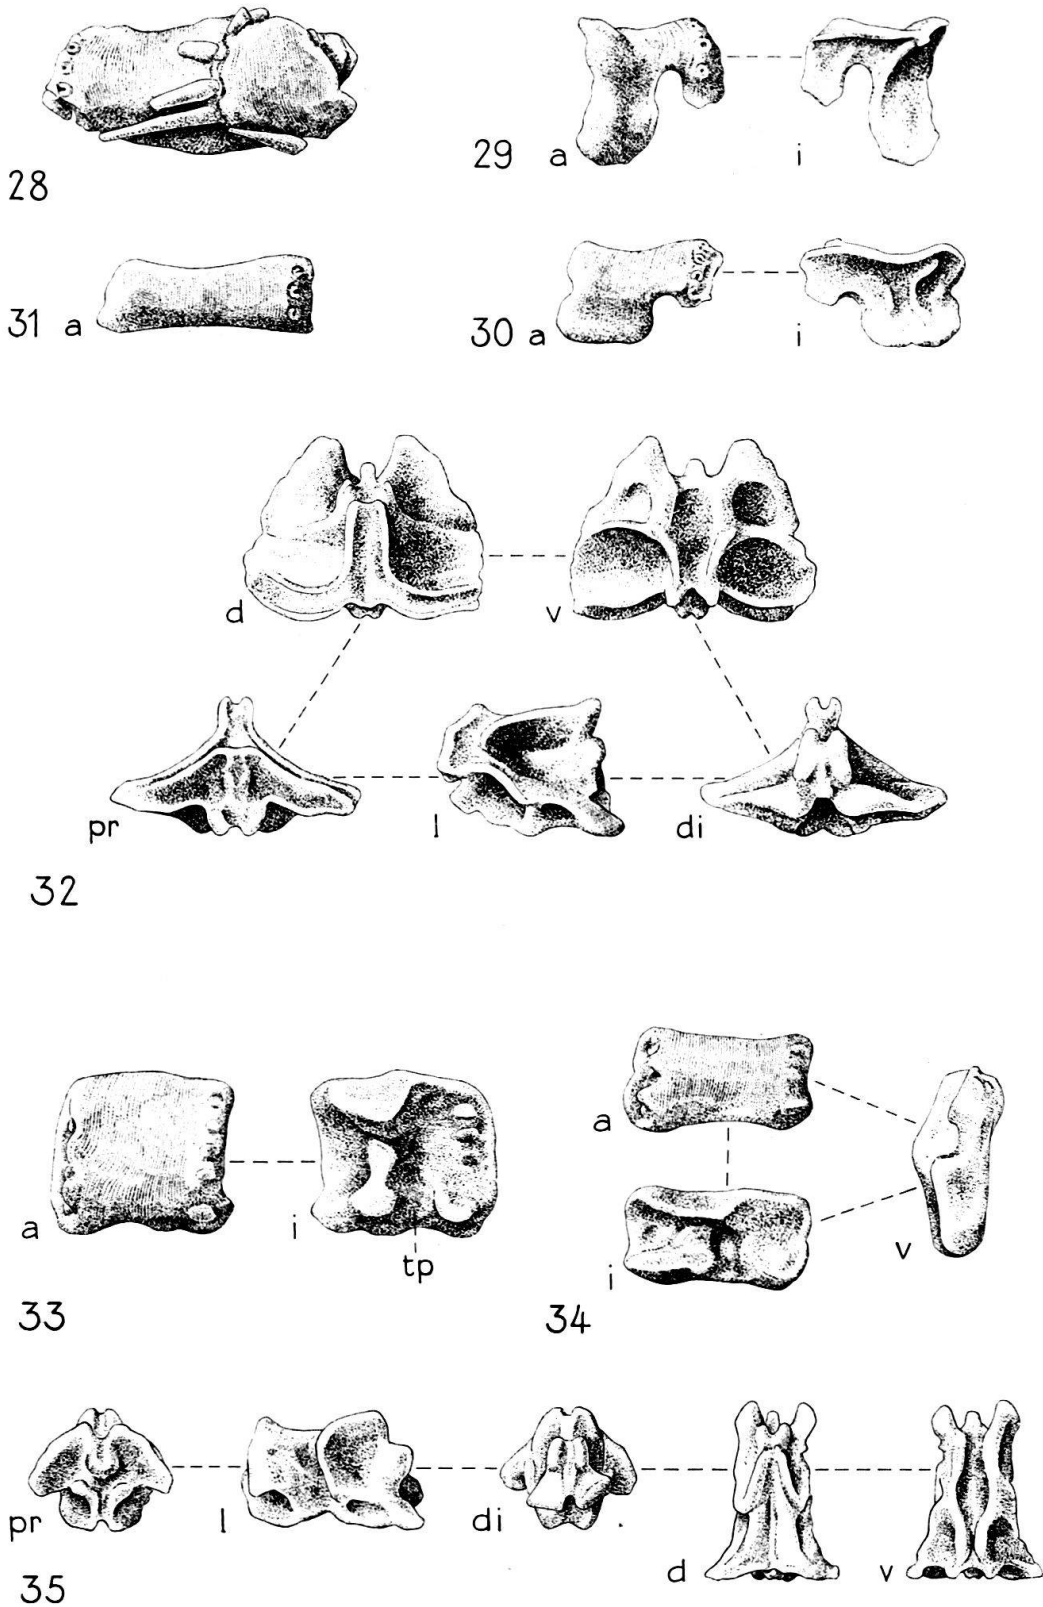 28
29 a i
31 a
30 a i
d v
pr l di
32
a i a
tp i v
33 34
pr l di d v
35